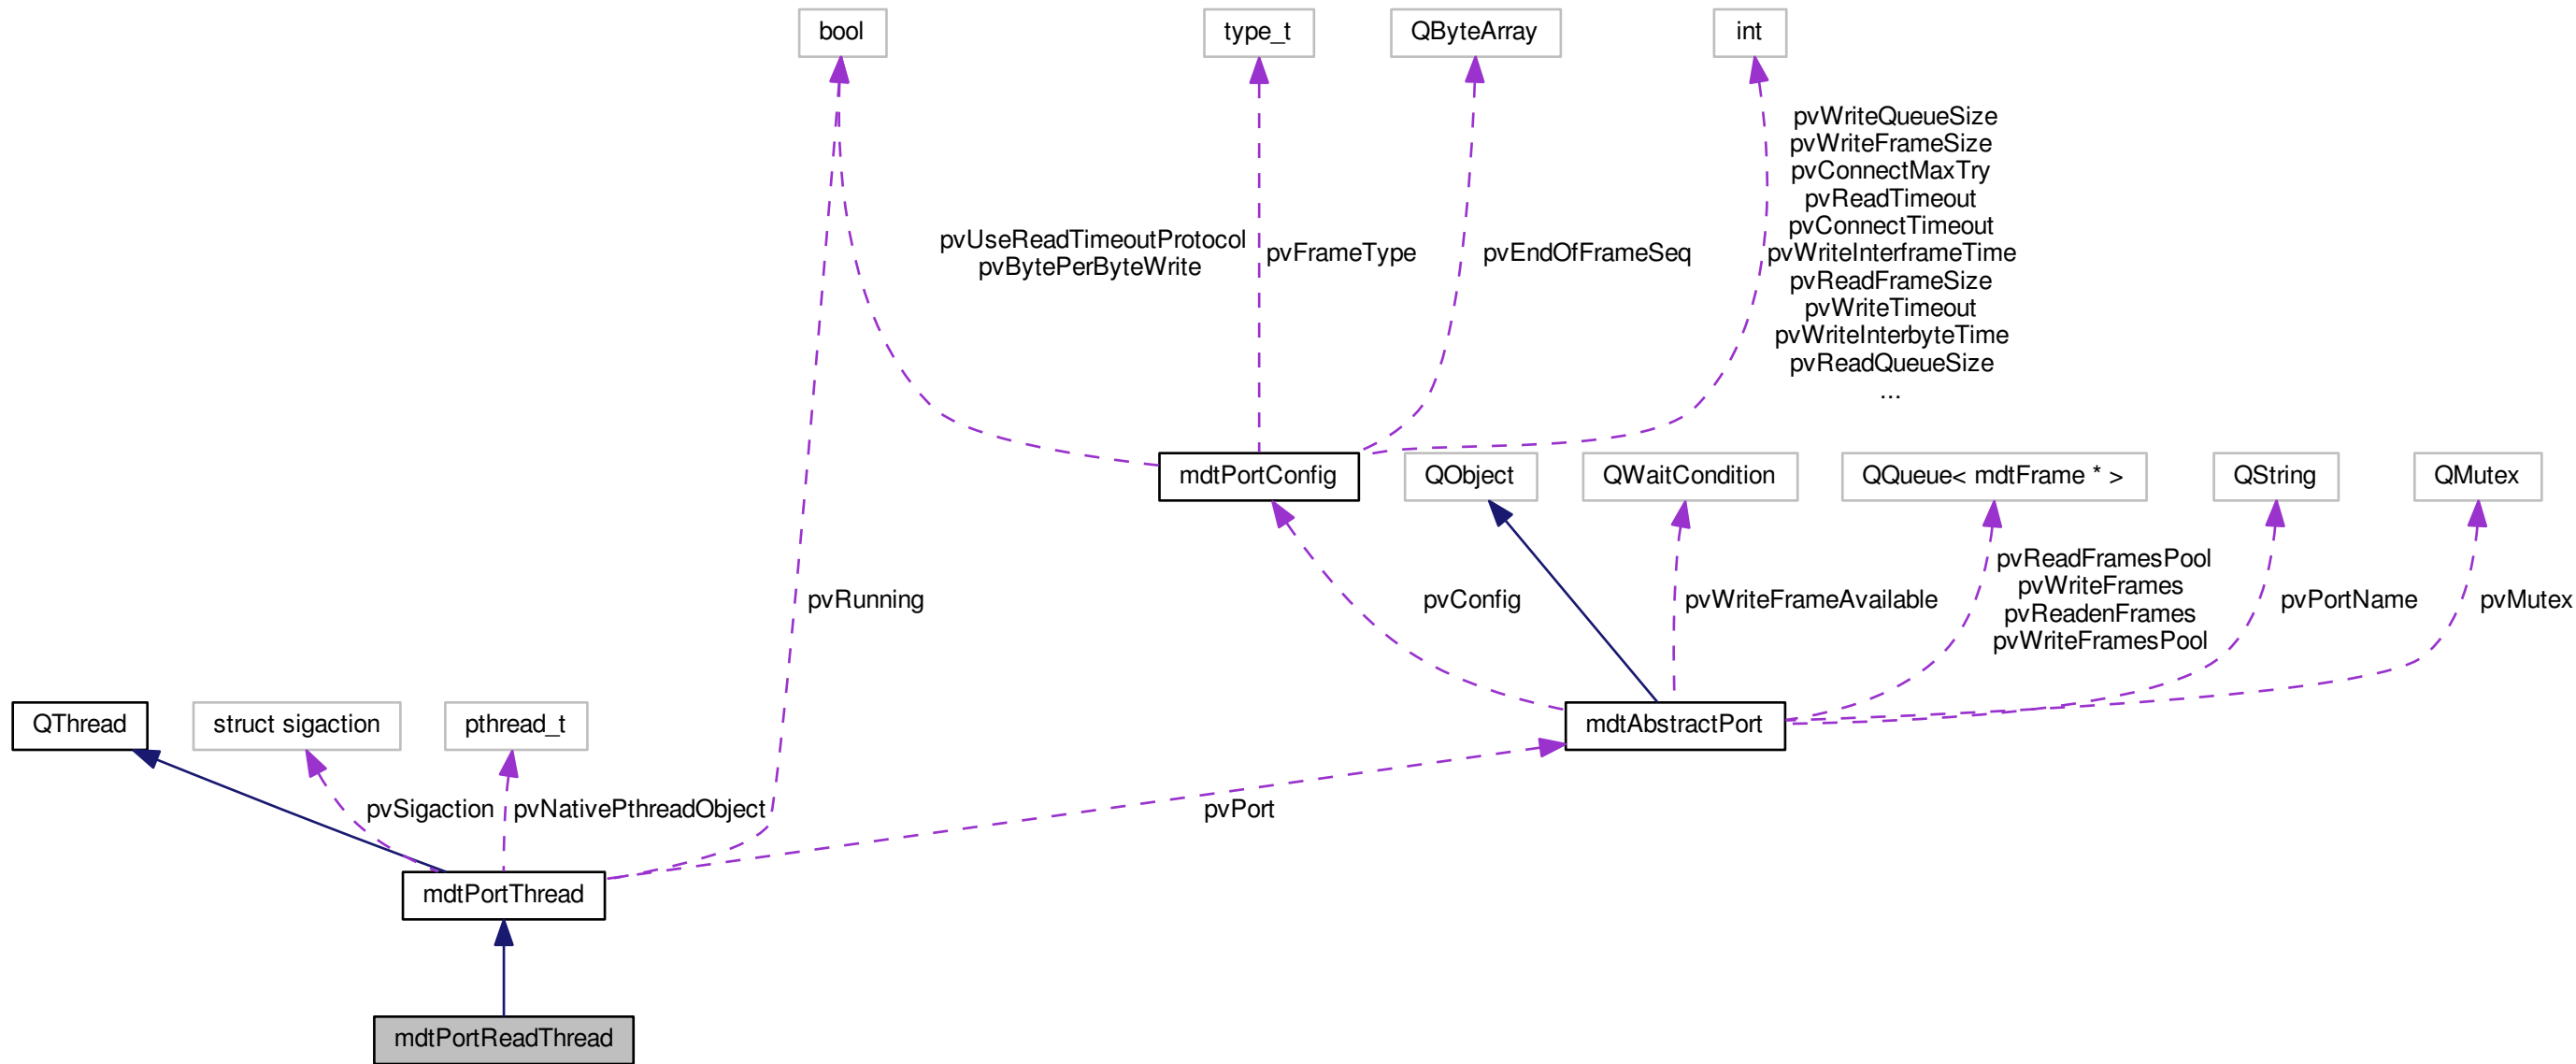 bool
type_t
QByteArray
int
pvWriteQueueSize
pvWriteFrameSize
pvConnectMaxTry
pvReadTimeout
pvConnectTimeout
pvWriteInterframeTime
pvReadFrameSize
pvWriteTimeout
pvWriteInterbyteTime
pvReadQueueSize
...
pvUseReadTimeoutProtocol
pvBytePerByteWrite
pvFrameType
pvEndOfFrameSeq
mdtPortConfig
QObject
QWaitCondition
QQueue< mdtFrame * >
QString
QMutex
pvRunning
pvConfig
pvWriteFrameAvailable
pvReadFramesPool
pvWriteFrames
pvReadenFrames
pvWriteFramesPool
pvPortName
pvMutex
QThread
struct sigaction
pthread_t
mdtAbstractPort
pvSigaction
pvNativePthreadObject
pvPort
mdtPortThread
mdtPortReadThread